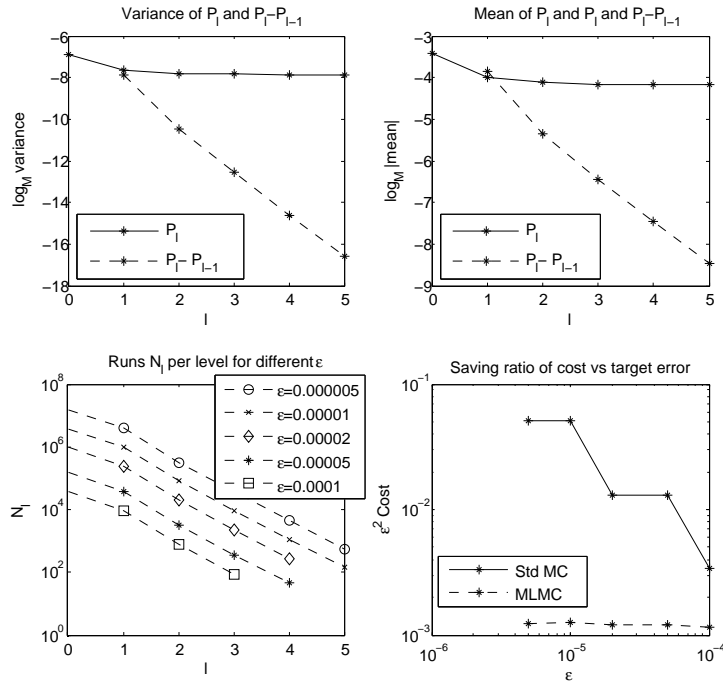 Variance of P_l and P_l−P_{l−1}
−6
−8
−10
−12
−14
−16
−18
log_M variance
P_l
P_l− P_{l−1}
0 1 2 3 4 5
l
Mean of P_l and P_l and P_l−P_{l−1}
−3
−4
−5
−6
−7
−8
−9
log_M |mean|
P_l
P_l− P_{l−1}
0 1 2 3 4 5
l
Runs N_l per level for different ε
10^8
10^6
10^4
10^2
10^0
N_l
ε=0.000005
ε=0.00001
ε=0.00002
ε=0.00005
ε=0.0001
0 1 2 3 4 5
l
Saving ratio of cost vs target error
10^−1
10^−2
10^−3
ε^2 Cost
Std MC
MLMC
10^−6 10^−5 10^−4
ε